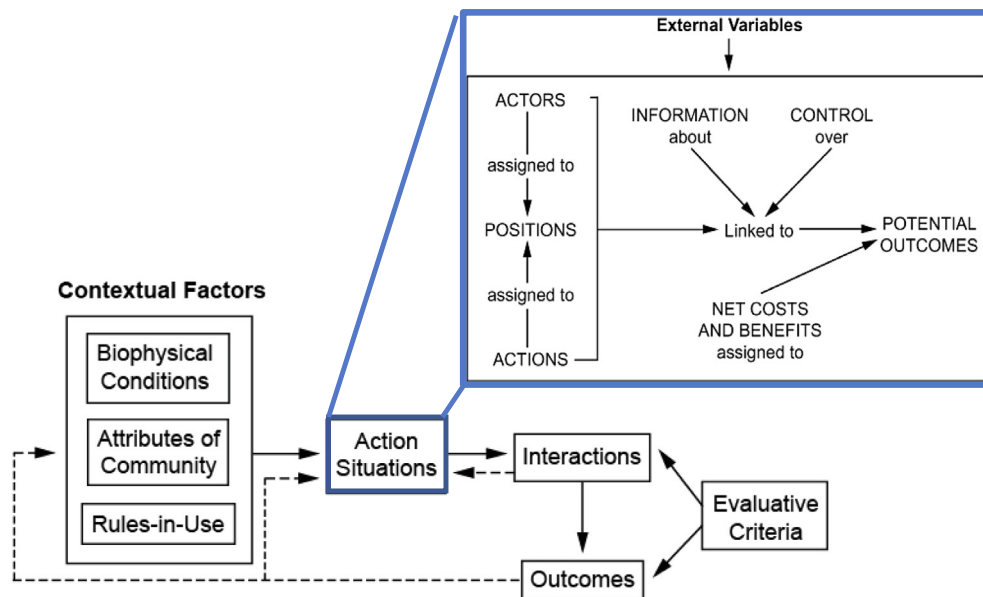 External Variables
ACTORS
assigned to
POSITIONS
assigned to
ACTIONS
INFORMATION
about
CONTROL
over
Linked to
POTENTIAL
OUTCOMES
NET COSTS
AND BENEFITS
assigned to
Contextual Factors
Biophysical
Conditions
Attributes of
Community
Rules-in-Use
Action
Situations
Interactions
Outcomes
Evaluative
Criteria